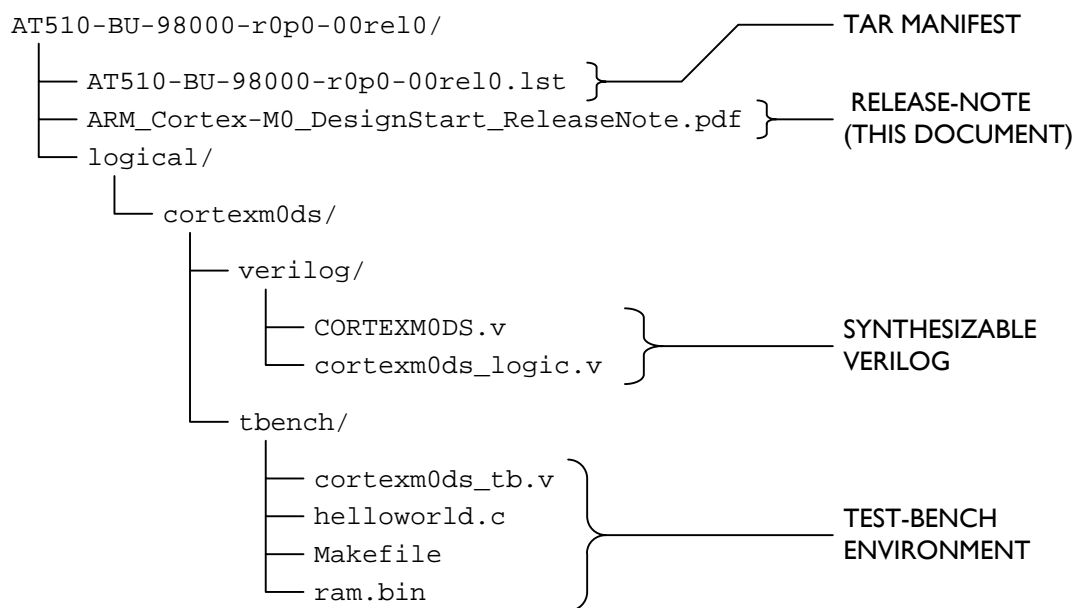 AT510-BU-98000-r0p0-00rel0/
TAR MANIFEST
AT510-BU-98000-r0p0-00rel0.lst
ARM_Cortex-M0_DesignStart_ReleaseNote.pdf
RELEASE-NOTE
(THIS DOCUMENT)
logical/
cortexm0ds/
verilog/
CORTEXM0DS.v
cortexm0ds_logic.v
SYNTHESIZABLE
VERILOG
tbench/
cortexm0ds_tb.v
helloworld.c
Makefile
ram.bin
TEST-BENCH
ENVIRONMENT